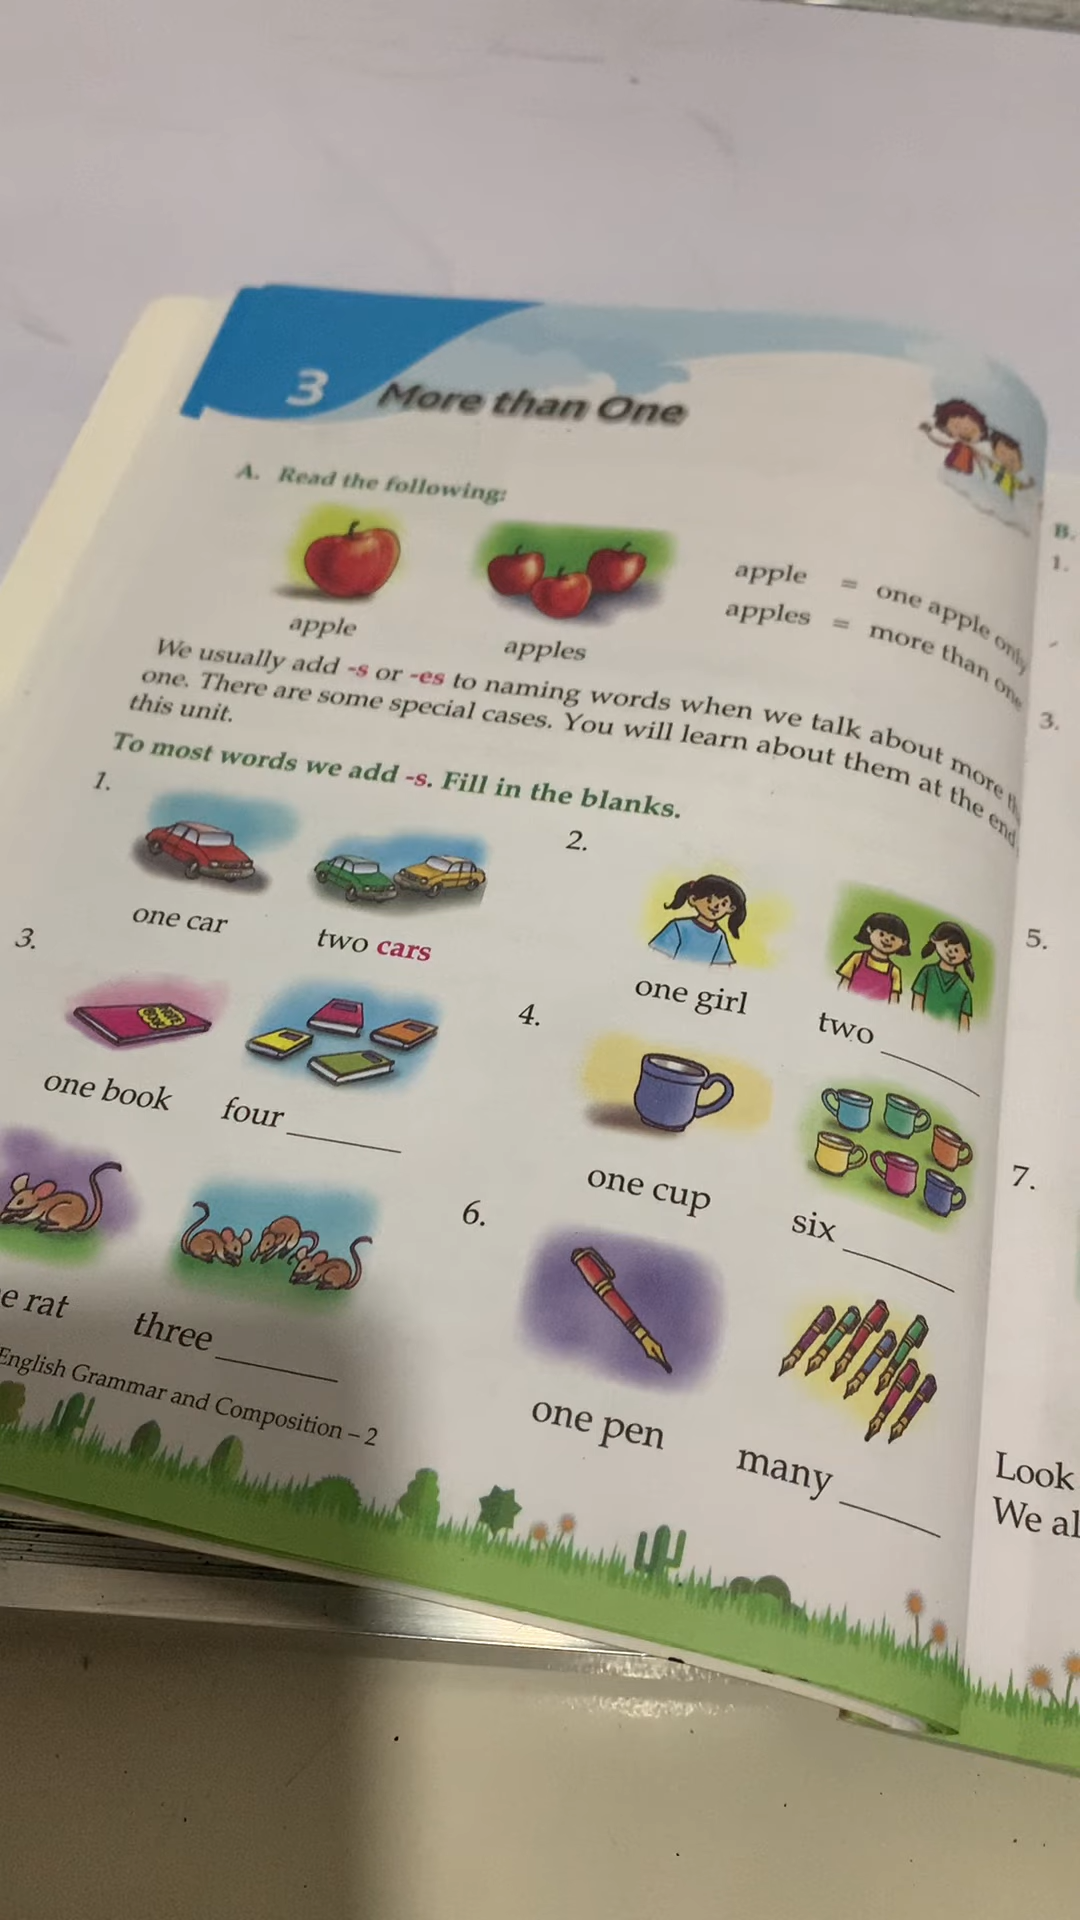 3 More than One
A. Read the following:
apple
apples
apple = one apple only
apples = more than one
We usually add -s or -es to naming words when we talk about more
one. There are some special cases. You will learn about them at the end
this unit.
To most words we add -s. Fill in the blanks.
1.
one car
two cars
2.
one girl
two
3.
one book
four
4.
one cup
six
rat
three
6.
one pen
many
English Grammar and Composition – 2
B.
1.
3.
5.
7.
Look
We